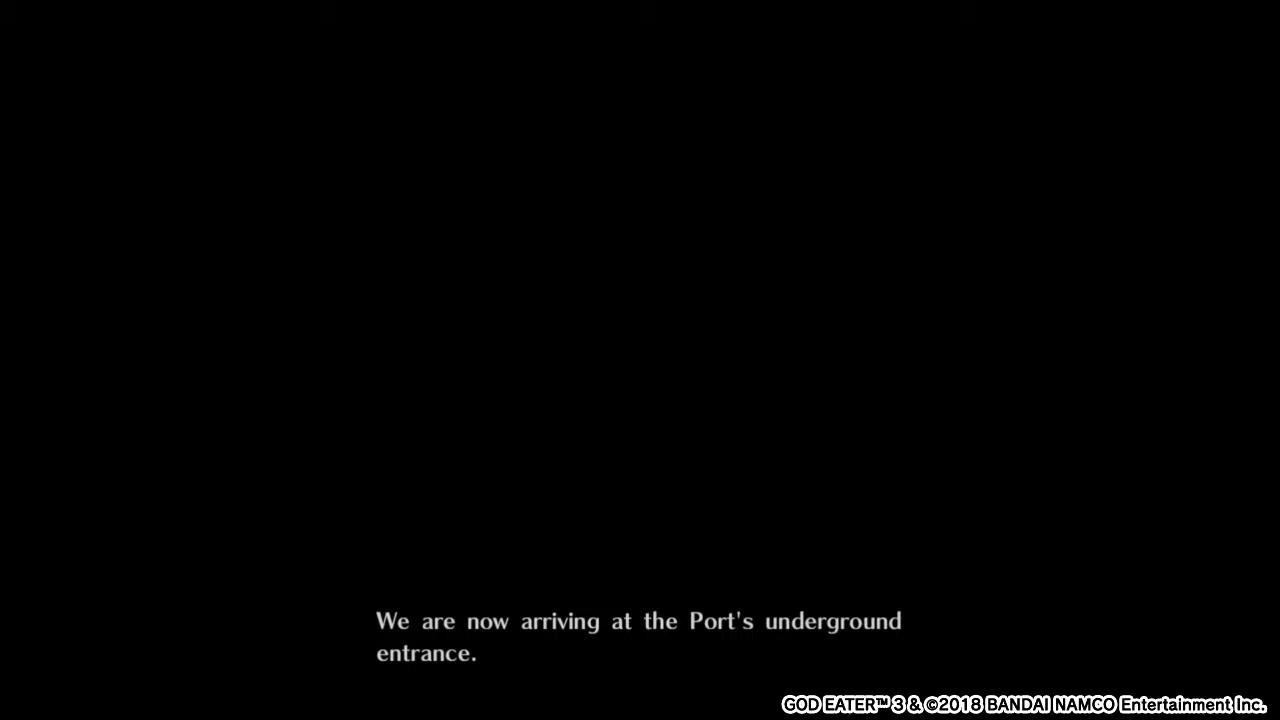 We are now arriving at the Port's underground
entrance.
GOD EATER™ 3 & ©2018 BANDAI NAMCO Entertainment Inc.